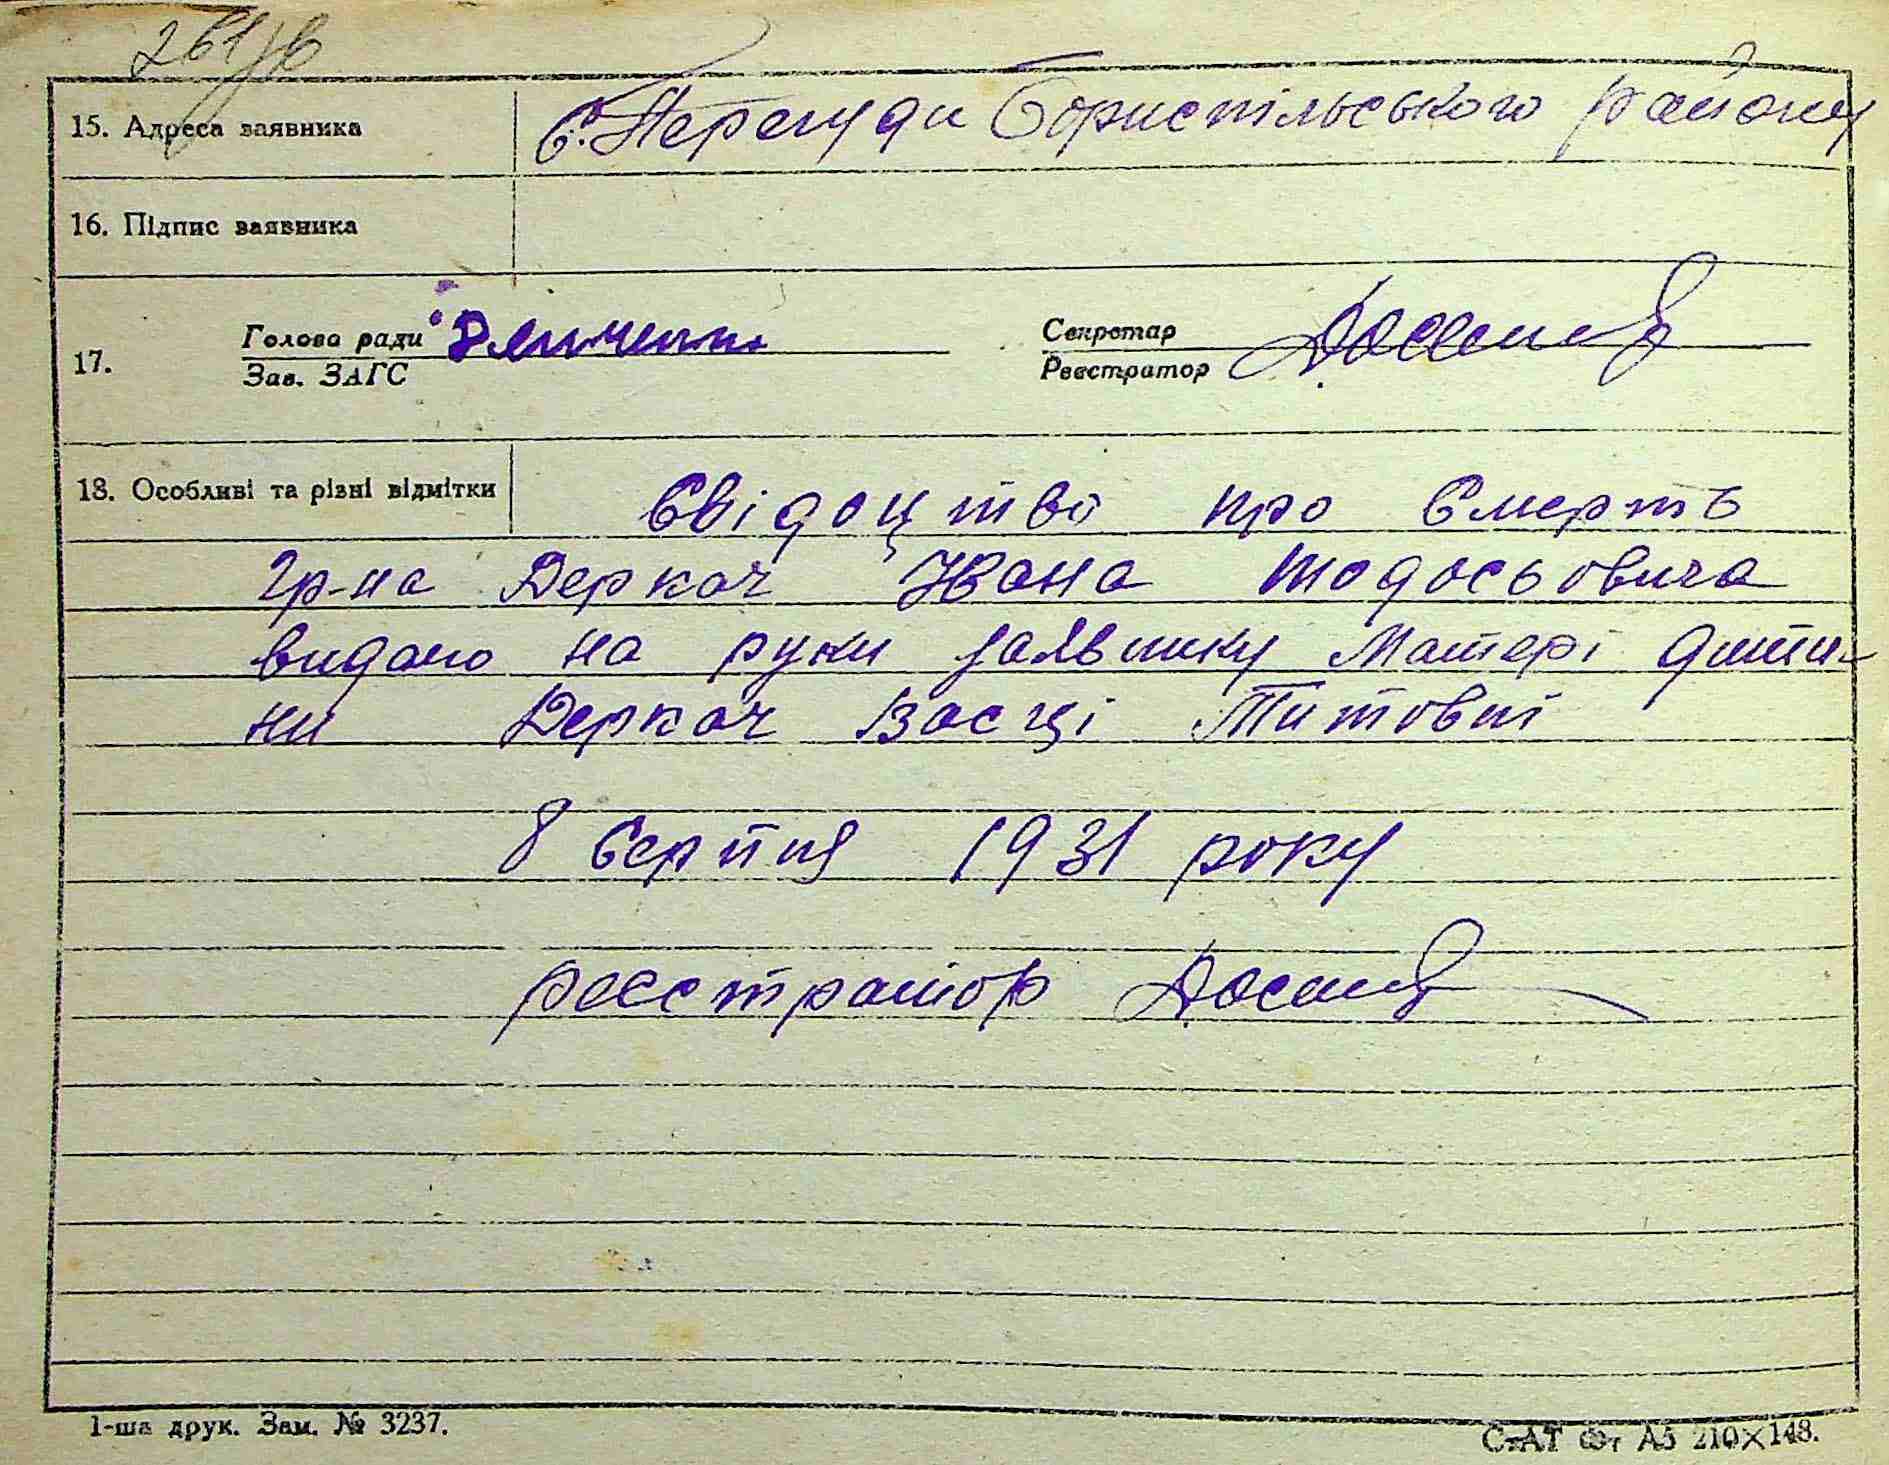 261/в
15. Адреса заявника с. Перегуди Бориспільського району
16. Підпис заявника
17. Голова ради
Зав. ЗАГС
Секретар
Реєстратор
18. Особливі та різні відмітки Свідоцтво про Смерть
гр-на Деркач Івана Тодосьовича
видано на руки заявнику Матері дити-
ни Деркач Васці Титовні
8 Серпня 1931 року
реєстратор
1-ша друк. Зам. № 3237.
СтАТ Фт А5 210×148.